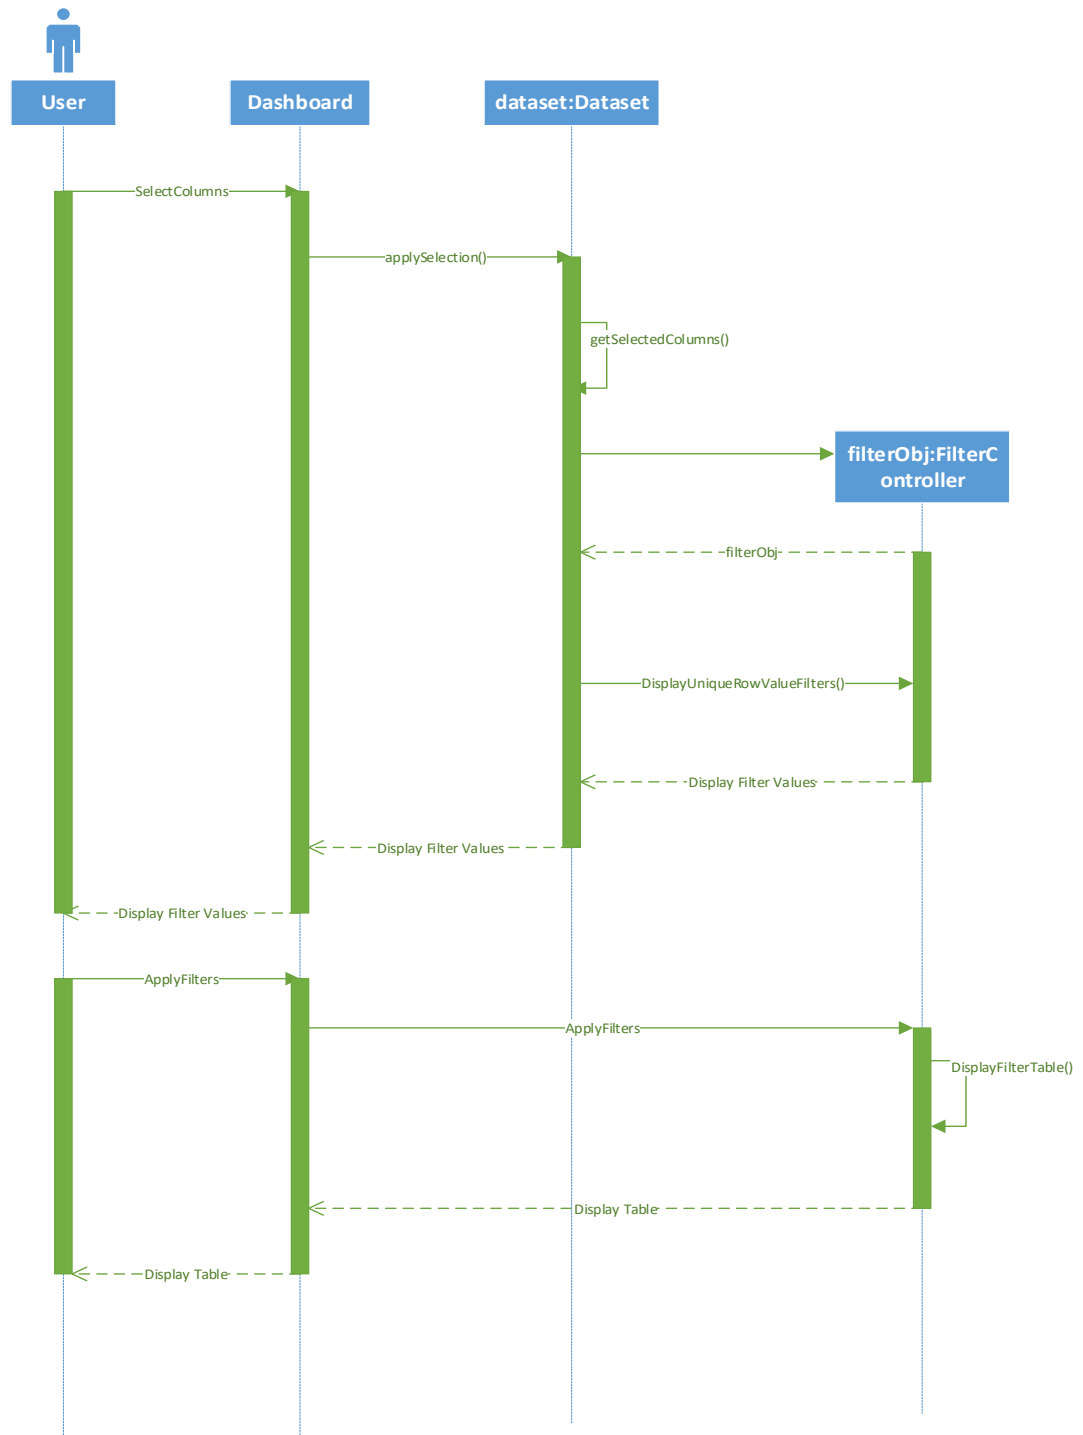 User
Dashboard
dataset:Dataset
SelectColumns
applySelection()
getSelectedColumns()
filterObj:FilterC
ontroller
filterObj
DisplayUniqueRowValueFilters()
Display Filter Values
Display Filter Values
Display Filter Values
ApplyFilters
ApplyFilters
DisplayFilterTable()
Display Table
Display Table